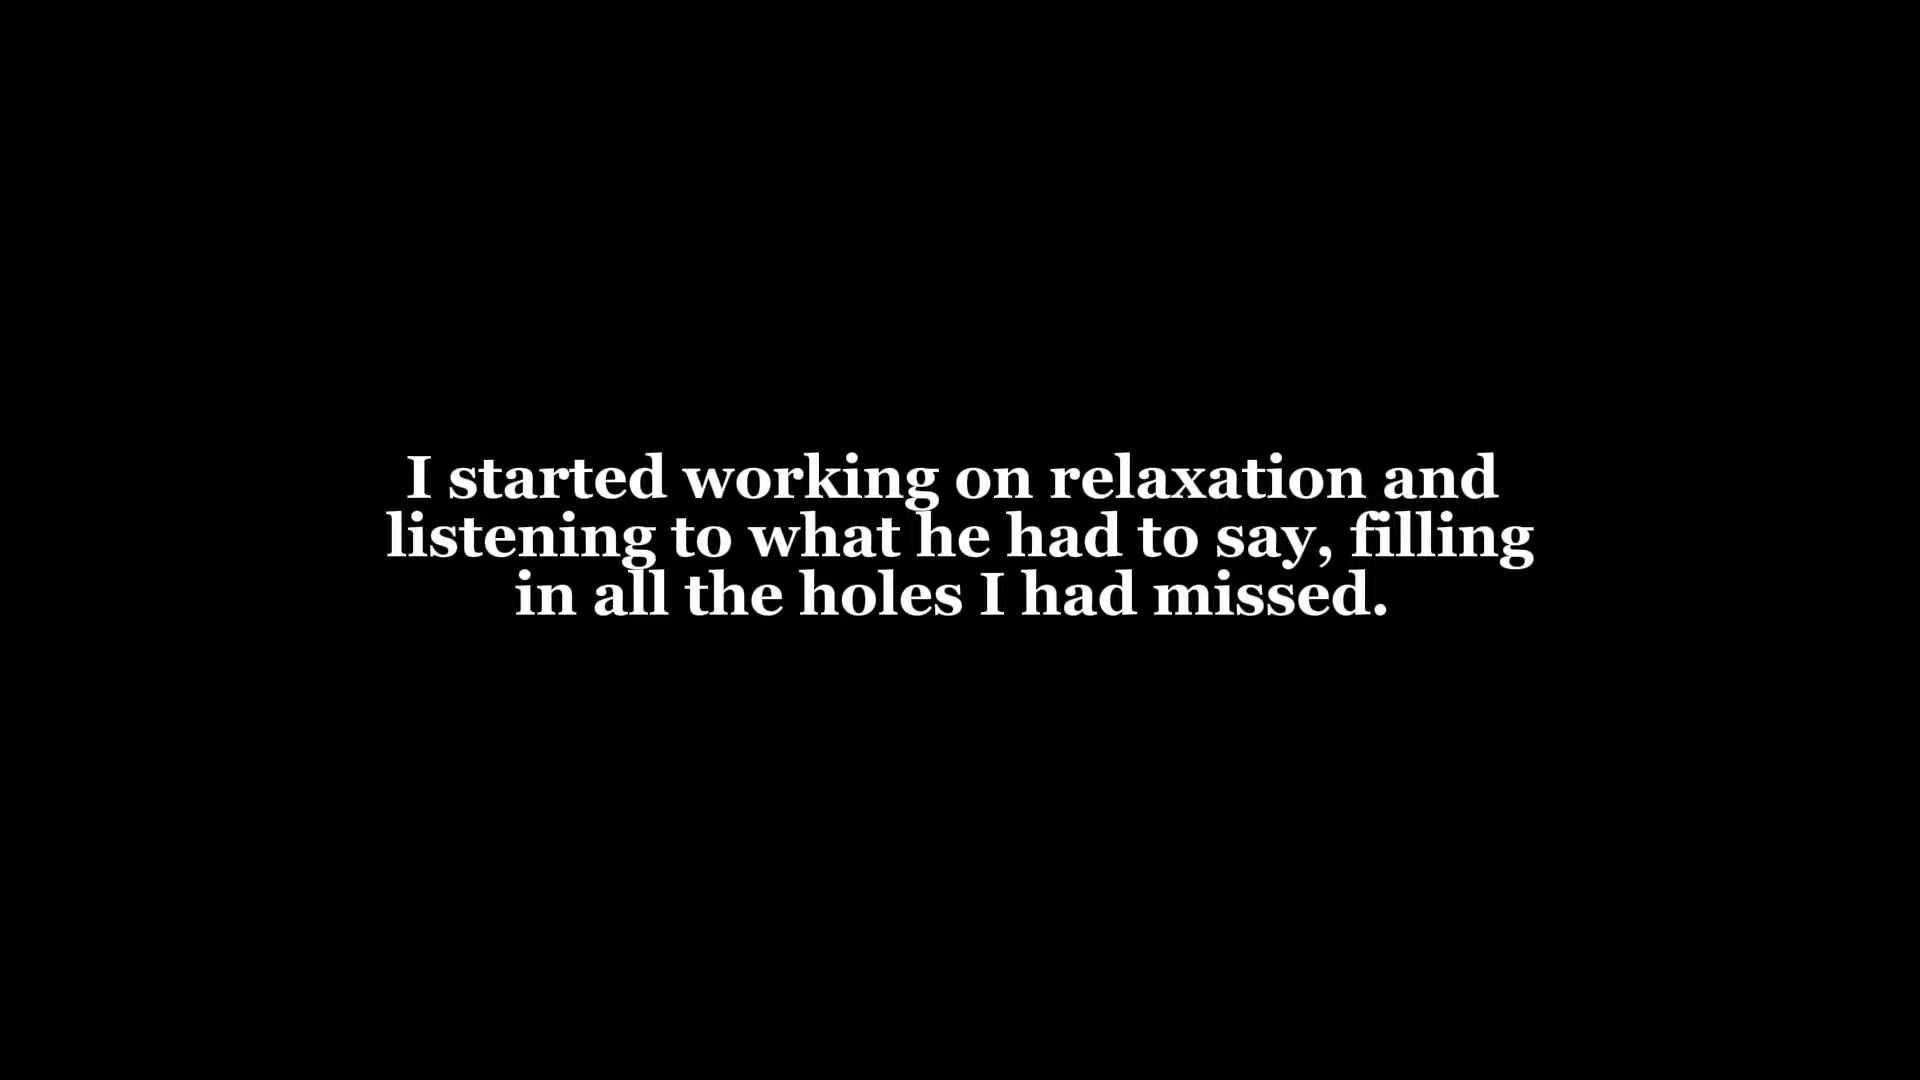 I started working on relaxation and
listening to what he had to say, filling
in all the holes I had missed.